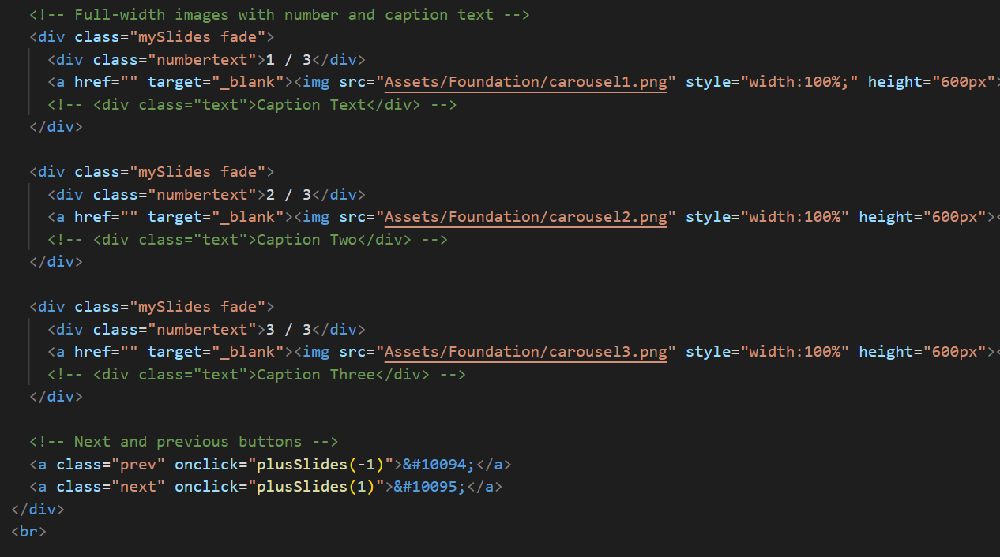 <!-- Full-width images with number and caption text -->
<div class="mySlides fade">
<div class="numbertext">1 / 3</div>
<a href="" target="_blank"><img src="Assets/Foundation/carousel1.png" style="width:100%;" height="600px">
<!-- <div class="text">Caption Text</div> -->
</div>
<div class="mySlides fade">
<div class="numbertext">2 / 3</div>
<a href="" target="_blank"><img src="Assets/Foundation/carousel2.png" style="width:100%" height="600px"><
<!-- <div class="text">Caption Two</div> -->
</div>
<div class="mySlides fade">
<div class="numbertext">3 / 3</div>
<a href="" target="_blank"><img src="Assets/Foundation/carousel3.png" style="width:100%" height="600px"><
<!-- <div class="text">Caption Three</div> -->
</div>
<!-- Next and previous buttons -->
<a class="prev" onclick="plusSlides(-1)">&#10094;</a>
<a class="next" onclick="plusSlides(1)">&#10095;</a>
</div>
<br>